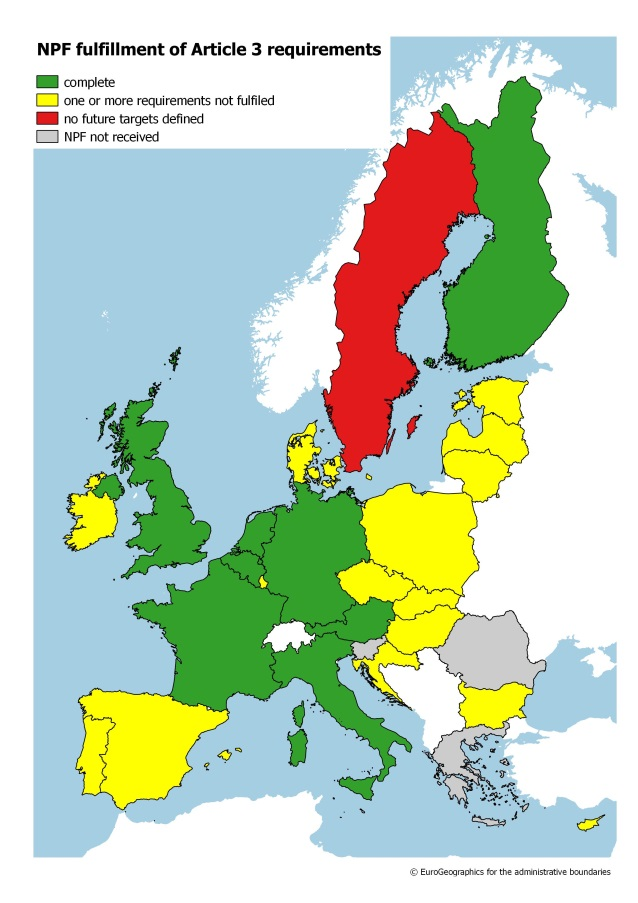 NPF fulfillment of Article 3 requirements
complete
one or more requirements not fulfiled
no future targets defined
NPF not received
© EuroGeographics for the administrative boundaries